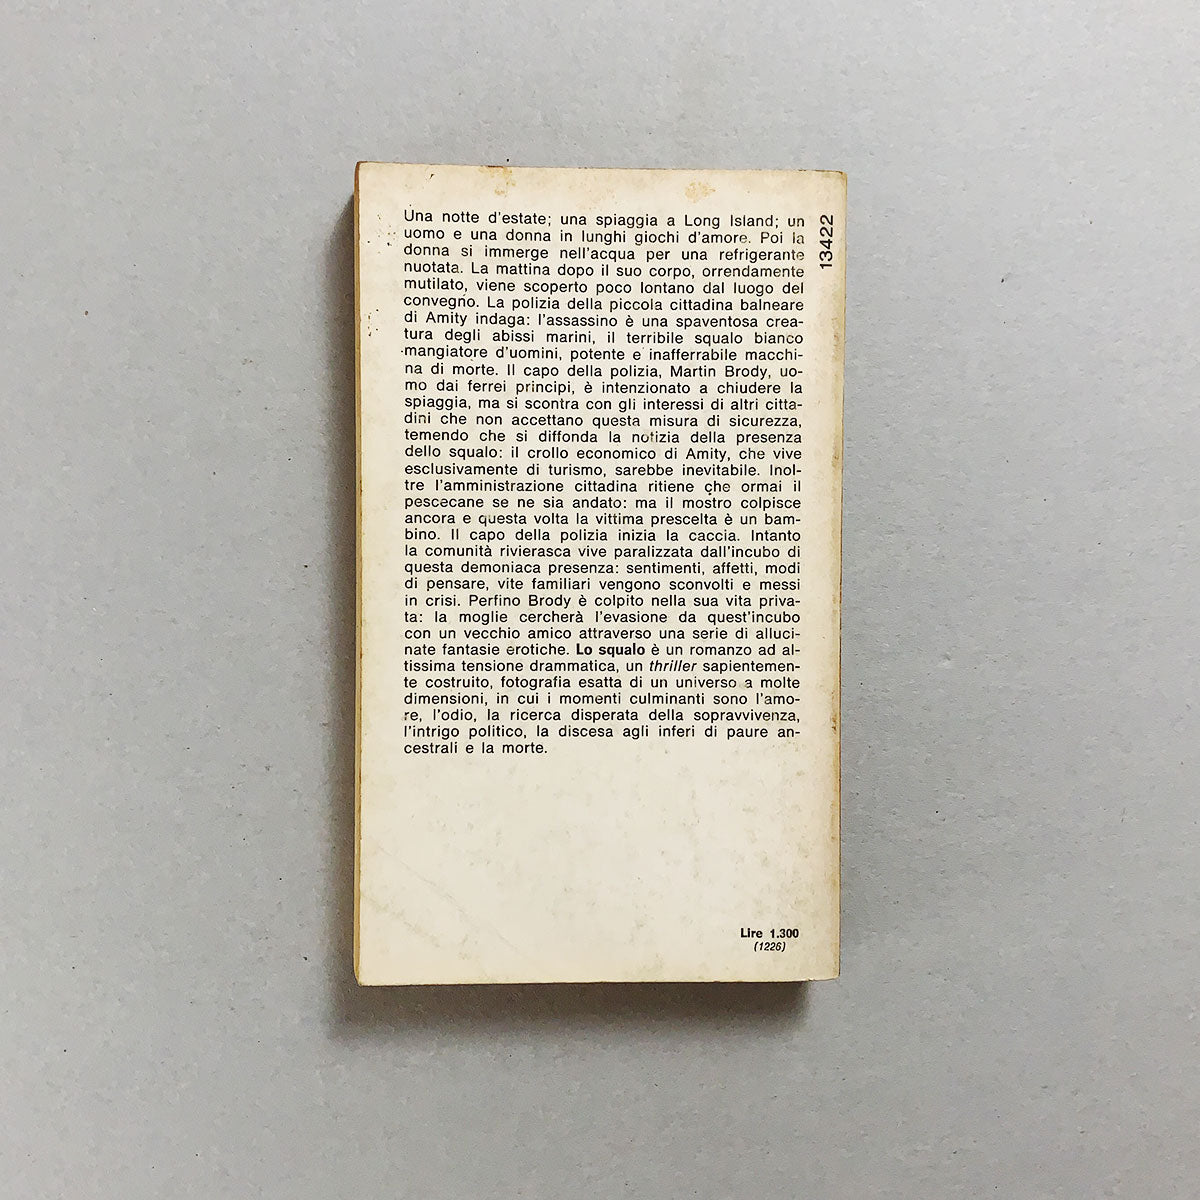 Una notte d'estate; una spiaggia a Long Island; un
uomo e una donna in lunghi giochi d'amore. Poi la
donna si immerge nell'acqua per una refrigerante
nuotata. La mattina dopo il suo corpo, orrendamente
mutilato, viene scoperto poco lontano dal luogo del
convegno. La polizia della piccola cittadina balneare
di Amity indaga: l'assassino è una spaventosa crea-
tura degli abissi marini, il terribile squalo bianco
mangiatore d'uomini, potente e inafferrabile macchi-
na di morte. Il capo della polizia, Martin Brody, uo-
mo dai ferrei principi, è intenzionato a chiudere la
spiaggia, ma si scontra con gli interessi di altri citta-
dini che non accettano questa misura di sicurezza,
temendo che si diffonda la notizia della presenza
dello squalo: il crollo economico di Amity, che vive
esclusivamente di turismo, sarebbe inevitabile. Inol-
tre l'amministrazione cittadina ritiene che ormai il
pescecane se ne sia andato: ma il mostro colpisce
ancora e questa volta la vittima prescelta è un bam-
bino. Il capo della polizia inizia la caccia. Intanto
la comunità rivierasca vive paralizzata dall'incubo di
questa demoniaca presenza: sentimenti, affetti, modi
di pensare, vite familiari vengono sconvolti e messi
in crisi. Perfino Brody è colpito nella sua vita priva-
ta: la moglie cercherà l'evasione da quest'incubo
con un vecchio amico attraverso una serie di alluci-
nate fantasie erotiche. Lo squalo è un romanzo ad al-
tissima tensione drammatica, un thriller sapientemen-
te costruito, fotografia esatta di un universo a molte
dimensioni, in cui i momenti culminanti sono l'amo-
re, l'odio, la ricerca disperata della sopravvivenza,
l'intrigo politico, la discesa agli inferi di paure an-
cestrali e la morte.
13422
Lire 1.300
(1226)